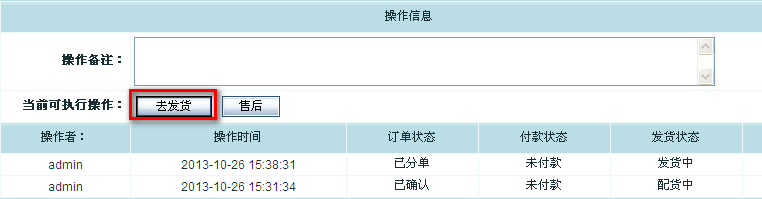 操作信息
操作备注：
当前可执行操作： 去发货 售后
操作者： 操作时间 订单状态 付款状态 发货状态
admin 2013-10-26 15:38:31 已分单 未付款 发货中
admin 2013-10-26 15:31:34 已确认 未付款 配货中